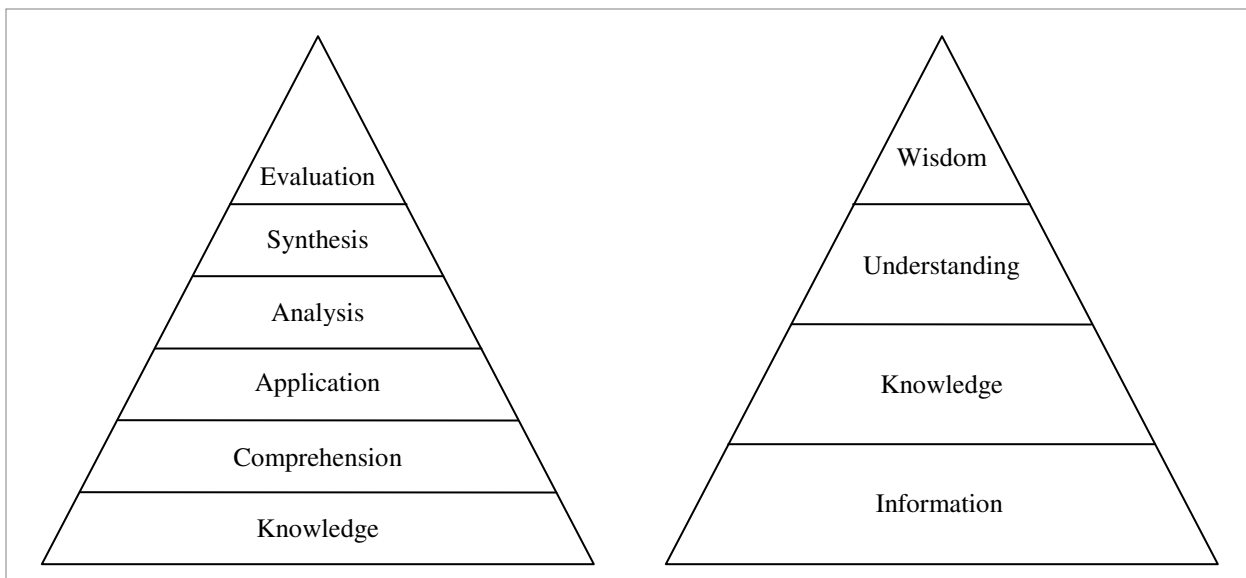 Evaluation
Synthesis
Analysis
Application
Comprehension
Knowledge
Wisdom
Understanding
Knowledge
Information